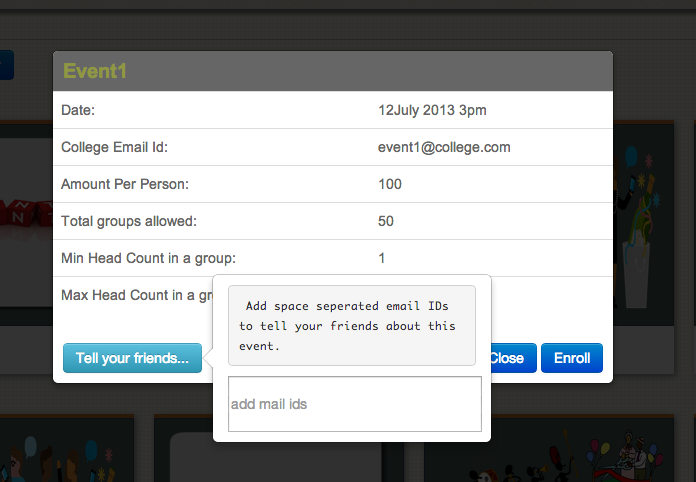 Event1
Date: 12July 2013 3pm
College Email Id: event1@college.com
Amount Per Person: 100
Total groups allowed: 50
Min Head Count in a group: 1
Max Head Count in a gr
Add space seperated email IDs
to tell your friends about this
event.
Tell your friends... Close Enroll
add mail ids